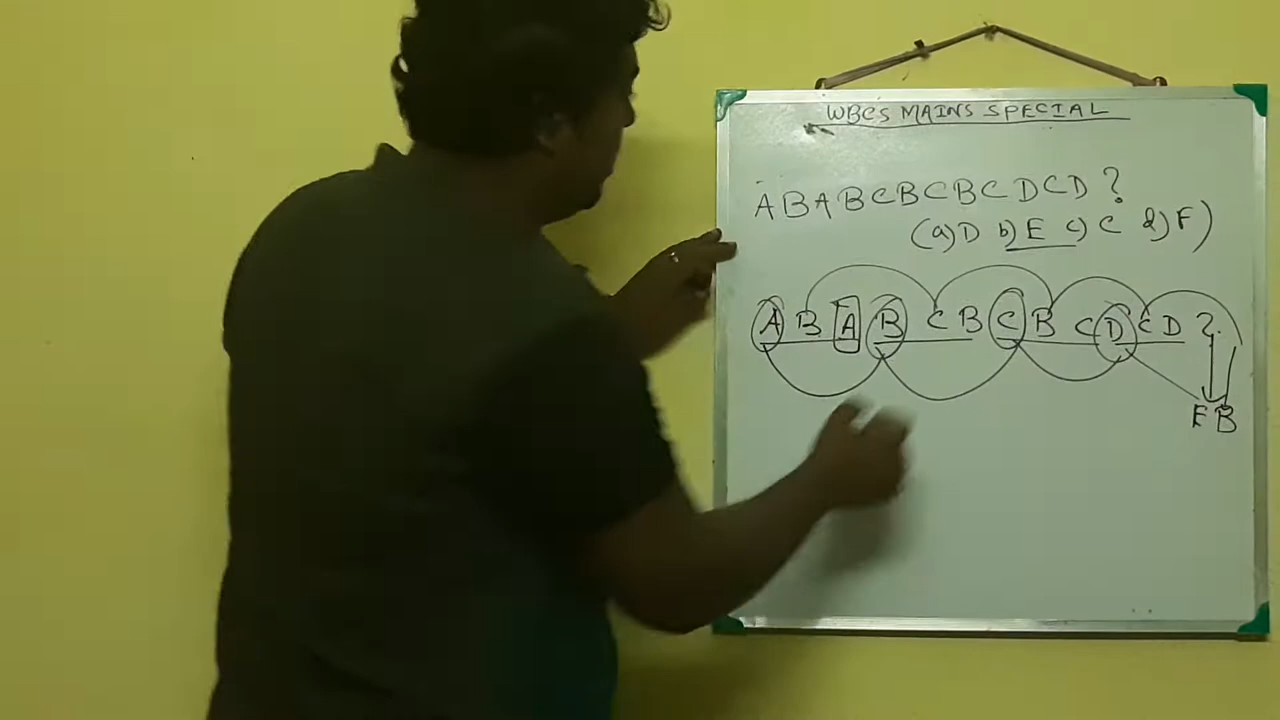 WBCS MAINS SPECIAL
A B A B C B C B C D C D ?
(a) D b) E c) C d) F)
A B A B C B C B C D C D ?
E B